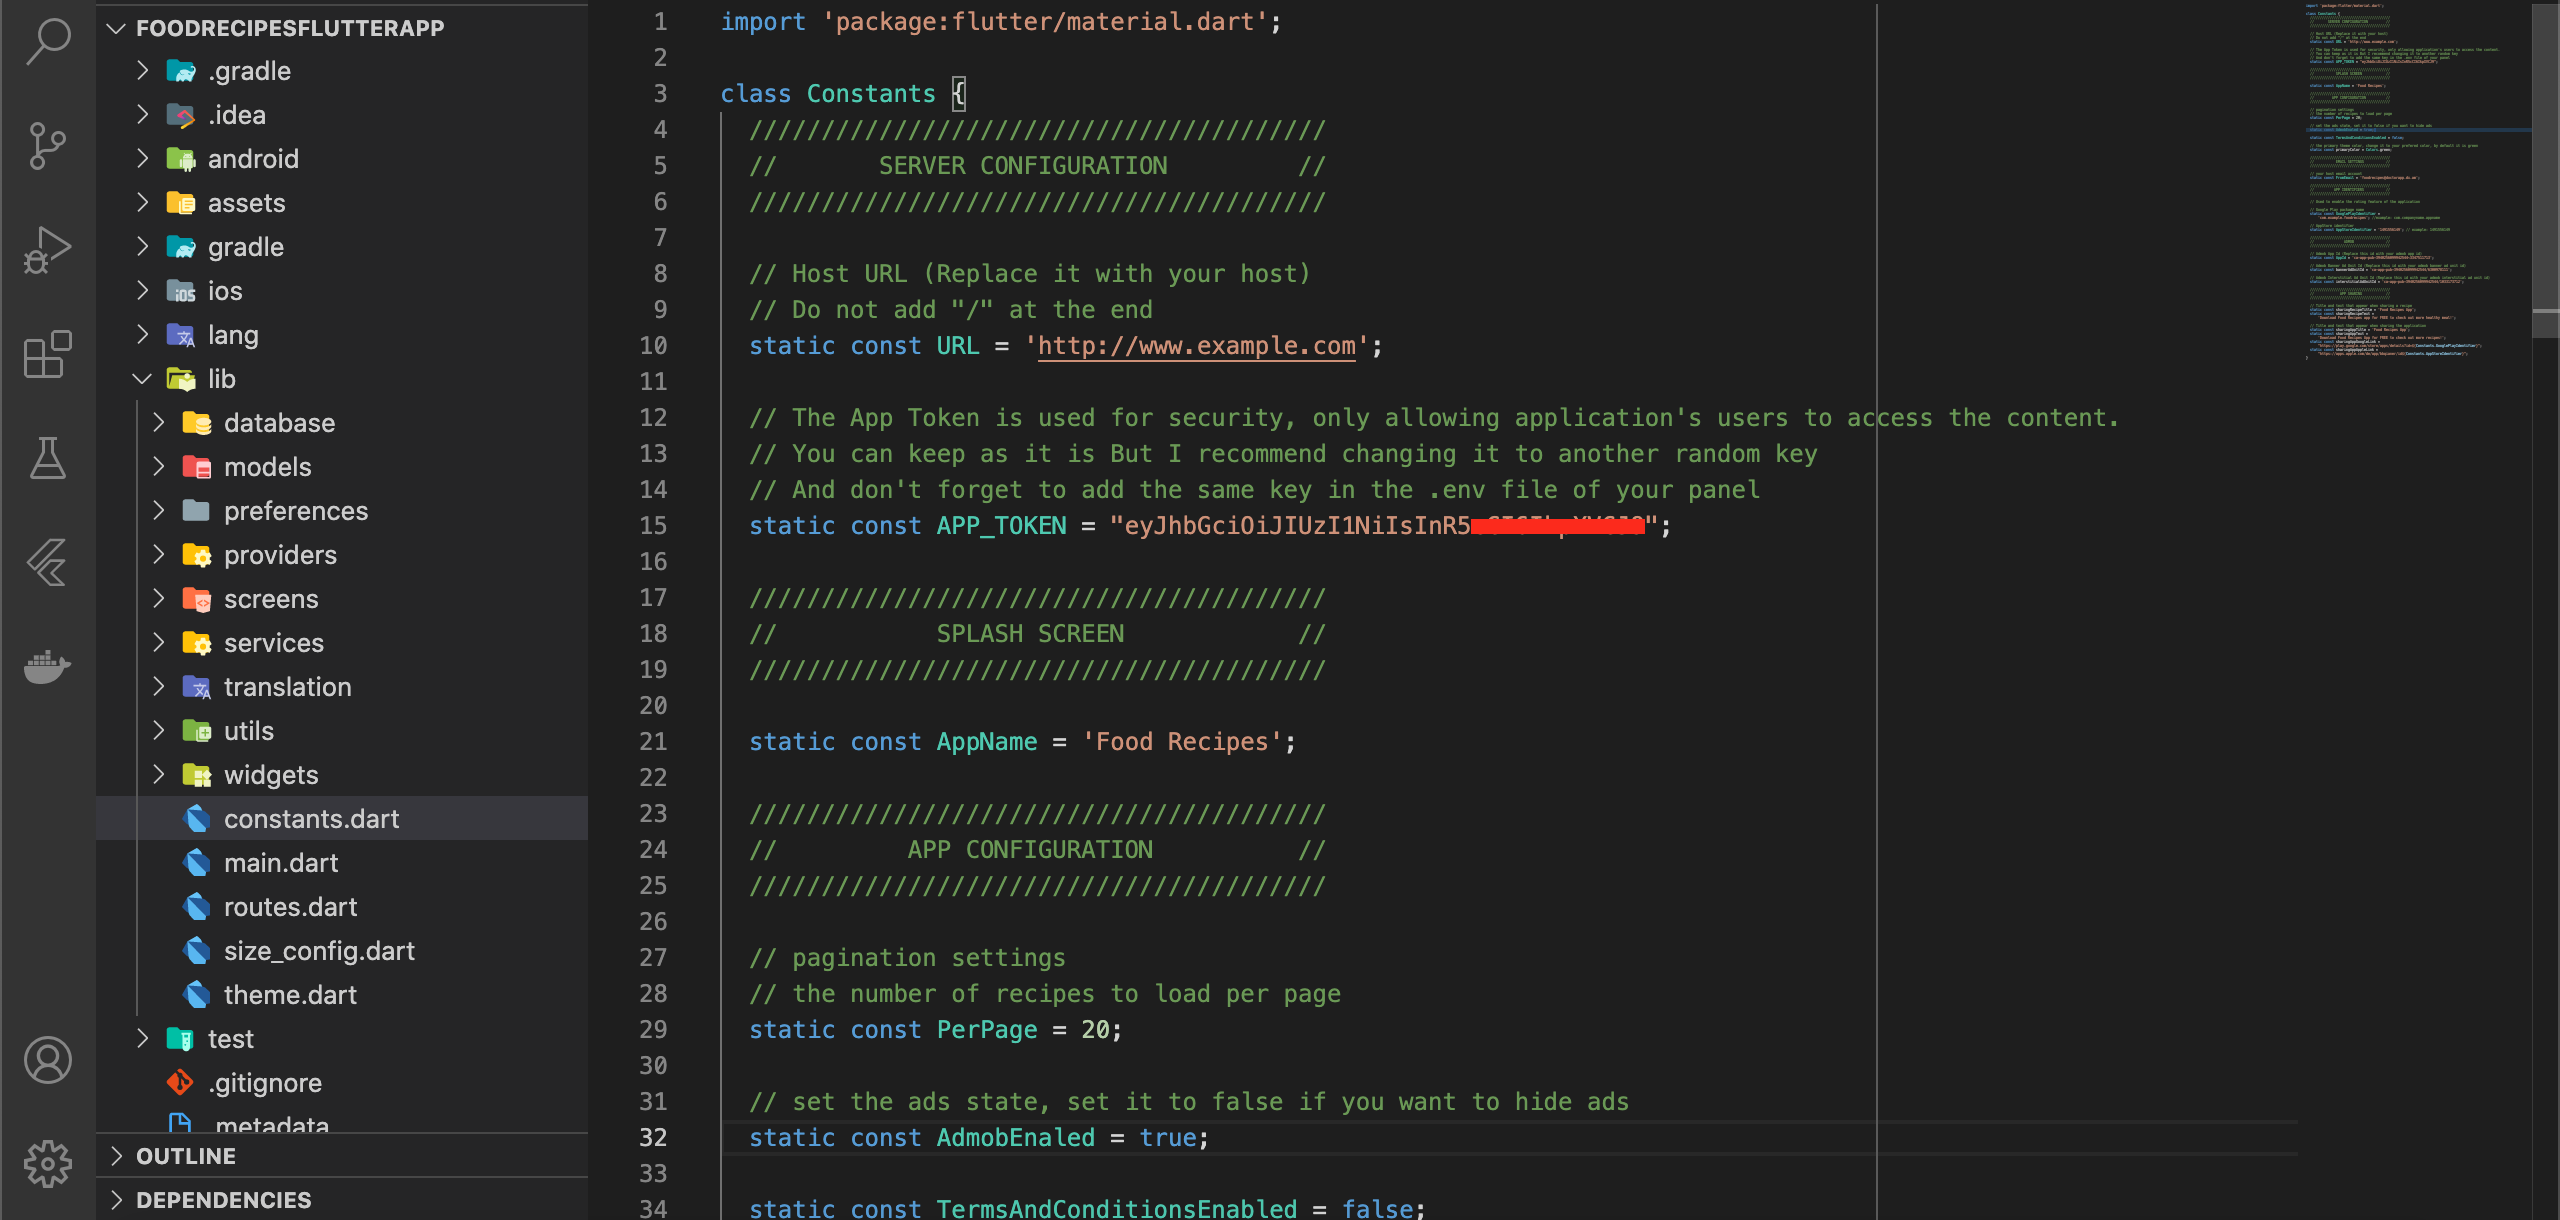 FOODRECIPESFLUTTERAPP
.gradle
.idea
android
assets
gradle
ios
lang
lib
database
models
preferences
providers
screens
services
translation
utils
widgets
constants.dart
main.dart
routes.dart
size_config.dart
theme.dart
test
.gitignore
.metadata
OUTLINE
DEPENDENCIES
1 import 'package:flutter/material.dart';
2
3 class Constants {
4 ////////////////////////////////////////
5 // SERVER CONFIGURATION //
6 ////////////////////////////////////////
7
8 // Host URL (Replace it with your host)
9 // Do not add "/" at the end
10 static const URL = 'http://www.example.com';
11
12 // The App Token is used for security, only allowing application's users to access the content.
13 // You can keep as it is But I recommend changing it to another random key
14 // And don't forget to add the same key in the .env file of your panel
15 static const APP_TOKEN = "eyJhbGciOiJIUzI1NiIsInR5";
16
17 ////////////////////////////////////////
18 // SPLASH SCREEN //
19 ////////////////////////////////////////
20
21 static const AppName = 'Food Recipes';
22
23 ////////////////////////////////////////
24 // APP CONFIGURATION //
25 ////////////////////////////////////////
26
27 // pagination settings
28 // the number of recipes to load per page
29 static const PerPage = 20;
30
31 // set the ads state, set it to false if you want to hide ads
32 static const AdmobEnaled = true;
33
34 static const TermsAndConditionsEnabled = false;